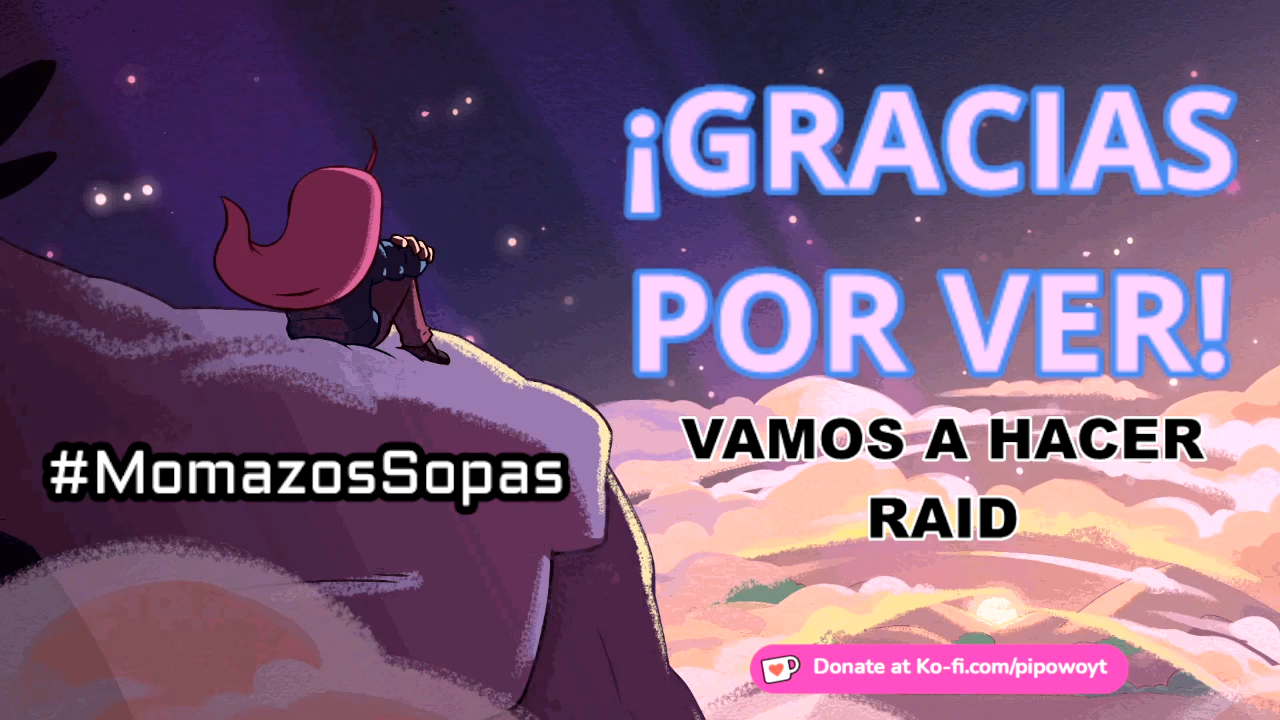 ¡GRACIAS
POR VER!
VAMOS A HACER
RAID
#MomazosSopas
Donate at Ko-fi.com/pipowoyt